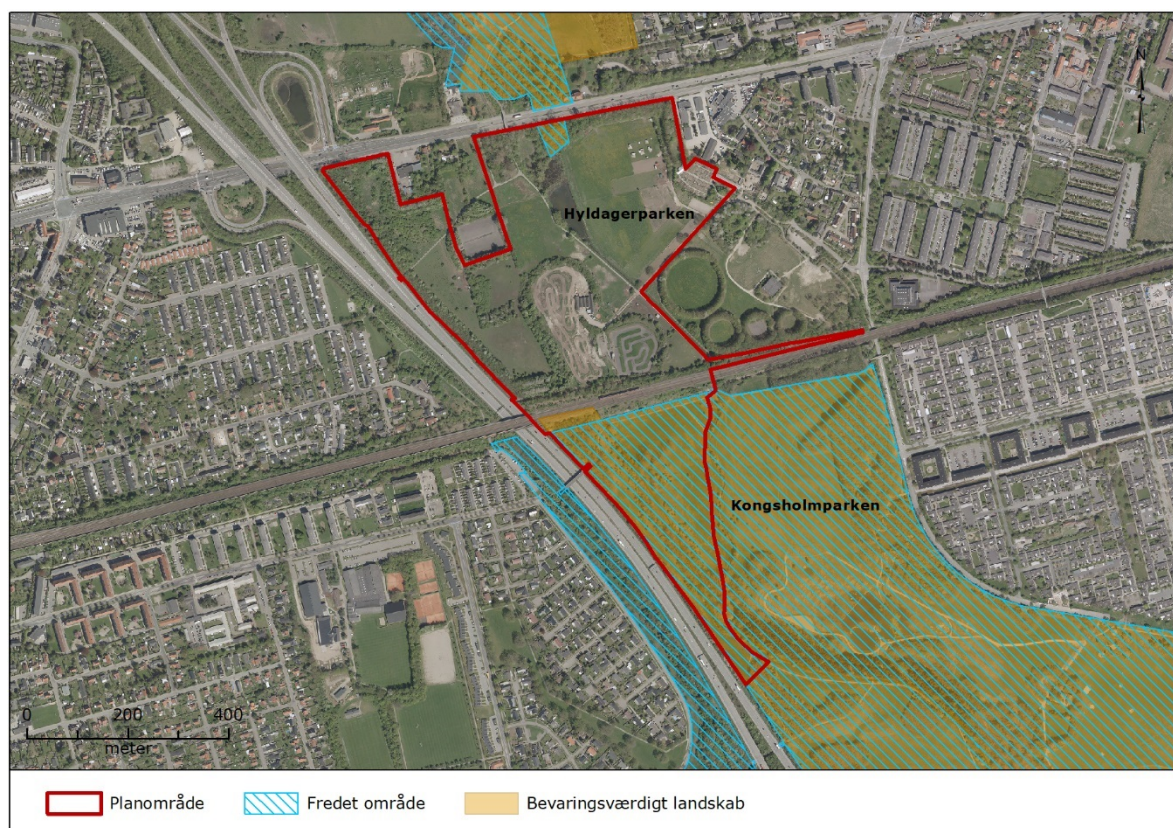 N
Hyldagerparken
Kongsholmparken
0 200 400
meter
Planområde Fredet område Bevaringsværdigt landskab